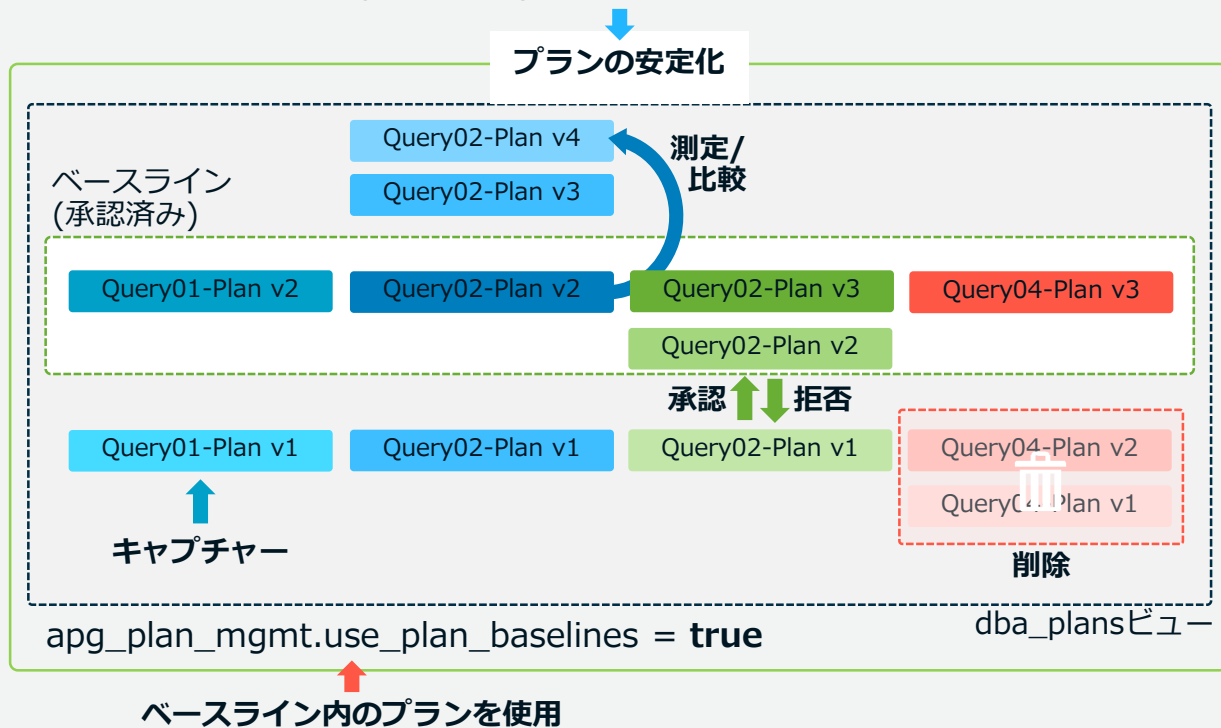 プランの安定化
Query02-Plan v4
測定/
比較
Query02-Plan v3
ベースライン
(承認済み)
Query01-Plan v2
Query02-Plan v2
Query02-Plan v3
Query04-Plan v3
Query02-Plan v2
承認
拒否
Query01-Plan v1
Query02-Plan v1
Query02-Plan v1
Query04-Plan v2
Query04-Plan v1
キャプチャー
削除
dba_plansビュー
apg_plan_mgmt.use_plan_baselines = true
ベースライン内のプランを使用